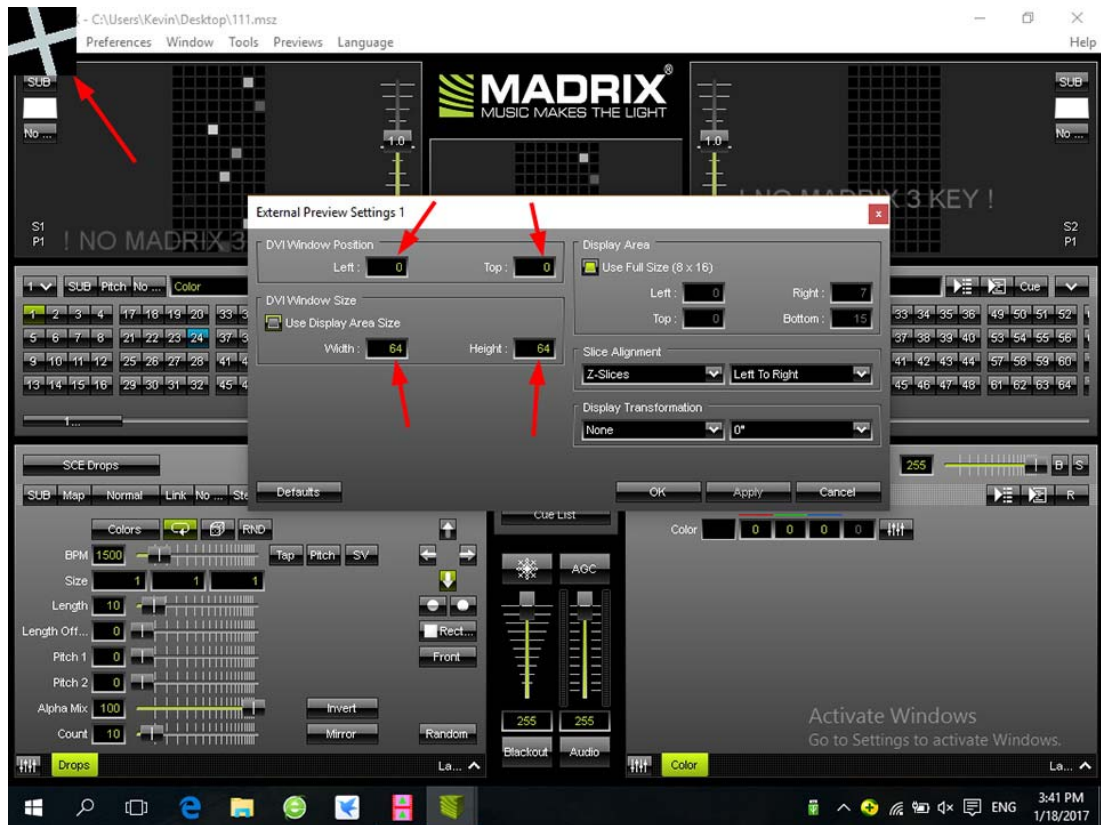 - C:\Users\Kevin\Desktop\111.msz
Preferences Window Tools Previews Language Help
SUB
No ...
1.0
S1
P1
! NO MADRIX 3
MADRIX®
MUSIC MAKES THE LIGHT
1.0
! NO MADRIX 3 KEY !
SUB
No ...
S2
P1
External Preview Settings 1
x
DVI Window Position
Left : 0 Top : 0
DVI Window Size
Use Display Area Size
Width : 64 Height : 64
Display Area
Use Full Size (8 x 16)
Left : 0 Right : 7
Top : 0 Bottom : 15
Slice Alignment
Z-Slices Left To Right
Display Transformation
None 0°
Defaults OK Apply Cancel
1 SUB Pitch No ... Color
1 2 3 4 17 18 19 20 33 3
5 6 7 8 21 22 23 24 37 3
9 10 11 12 25 26 27 28 41 4
13 14 15 16 29 30 31 32 45 4
1...
Cue
33 34 35 36 49 50 51 52
37 38 39 40 53 54 55 56
41 42 43 44 57 58 59 60
45 46 47 48 61 62 63 64
SCE Drops
SUB Map Normal Link No ... Ste
Colors RND
BPM 1500 Tap Pitch SV
Size 1 1 1
Length 10
Length Off... 0 Rect...
Pitch 1 0 Front
Pitch 2 0
Alpha Mix 100 Invert
Count 10 Mirror Random
Drops La...
Cue List
AGC
255 255
Blackout Audio
255 B S
R
Color 0 0 0 0
Activate Windows
Go to Settings to activate Windows.
Color La...
ENG
3:41 PM
1/18/2017